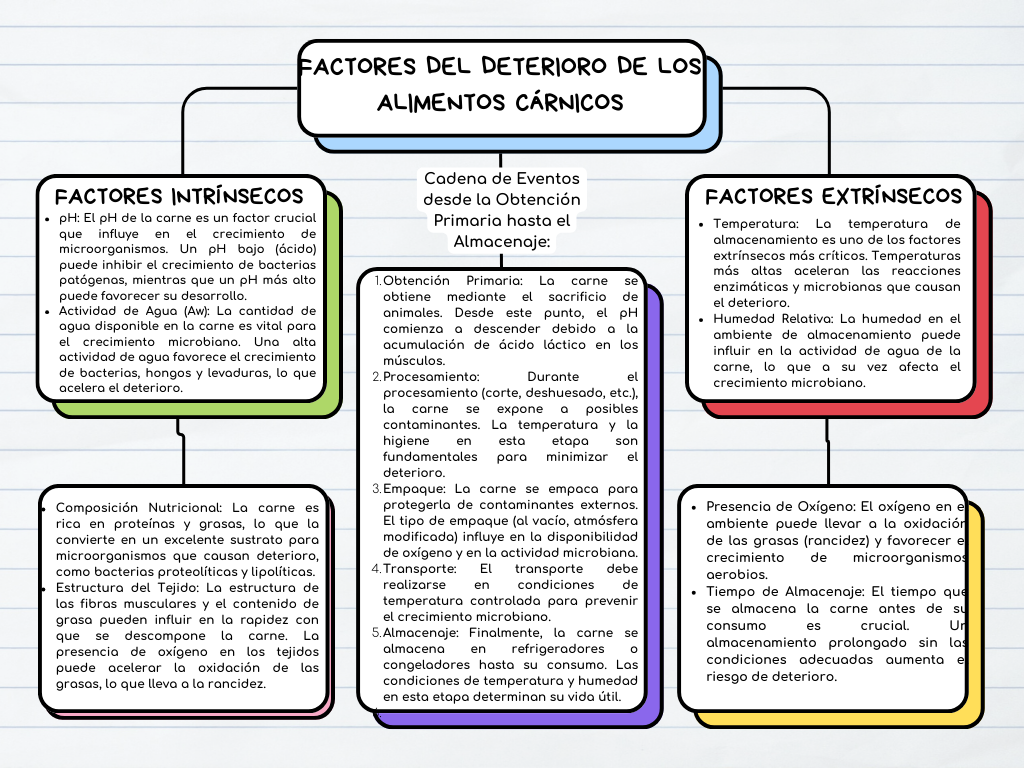 FACTORES DEL DETERIORO DE LOS
ALIMENTOS CÁRNICOS
FACTORES INTRÍNSECOS
• pH: El pH de la carne es un factor crucial
que influye en el crecimiento de
microorganismos. Un pH bajo (ácido)
puede inhibir el crecimiento de bacterias
patógenas, mientras que un pH más alto
puede favorecer su desarrollo.
• Actividad de Agua (Aw): La cantidad de
agua disponible en la carne es vital para
el crecimiento microbiano. Una alta
actividad de agua favorece el crecimiento
de bacterias, hongos y levaduras, lo que
acelera el deterioro.
• Composición Nutricional: La carne es
rica en proteínas y grasas, lo que la
convierte en un excelente sustrato para
microorganismos que causan deterioro,
como bacterias proteolíticas y lipolíticas.
• Estructura del Tejido: La estructura de
las fibras musculares y el contenido de
grasa pueden influir en la rapidez con
que se descompone la carne. La
presencia de oxígeno en los tejidos
puede acelerar la oxidación de las
grasas, lo que lleva a la rancidez.
Cadena de Eventos
desde la Obtención
Primaria hasta el
Almacenaje:
1. Obtención Primaria: La carne se
obtiene mediante el sacrificio de
animales. Desde este punto, el pH
comienza a descender debido a la
acumulación de ácido láctico en los
músculos.
2. Procesamiento: Durante el
procesamiento (corte, deshuesado, etc.),
la carne se expone a posibles
contaminantes. La temperatura y la
higiene en esta etapa son
fundamentales para minimizar el
deterioro.
3. Empaque: La carne se empaca para
protegerla de contaminantes externos.
El tipo de empaque (al vacío, atmósfera
modificada) influye en la disponibilidad
de oxígeno y en la actividad microbiana.
4. Transporte: El transporte debe
realizarse en condiciones de
temperatura controlada para prevenir
el crecimiento microbiano.
5. Almacenaje: Finalmente, la carne se
almacena en refrigeradores o
congeladores hasta su consumo. Las
condiciones de temperatura y humedad
en esta etapa determinan su vida útil.
FACTORES EXTRÍNSECOS
• Temperatura: La temperatura de
almacenamiento es uno de los factores
extrínsecos más críticos. Temperaturas
más altas aceleran las reacciones
enzimáticas y microbianas que causan
el deterioro.
• Humedad Relativa: La humedad en el
ambiente de almacenamiento puede
influir en la actividad de agua de la
carne, lo que a su vez afecta el
crecimiento microbiano.
• Presencia de Oxígeno: El oxígeno en e
ambiente puede llevar a la oxidación
de las grasas (rancidez) y favorecer e
crecimiento de microorganismos
aerobios.
• Tiempo de Almacenaje: El tiempo que
se almacena la carne antes de su
consumo es crucial. Un
almacenamiento prolongado sin las
condiciones adecuadas aumenta e
riesgo de deterioro.